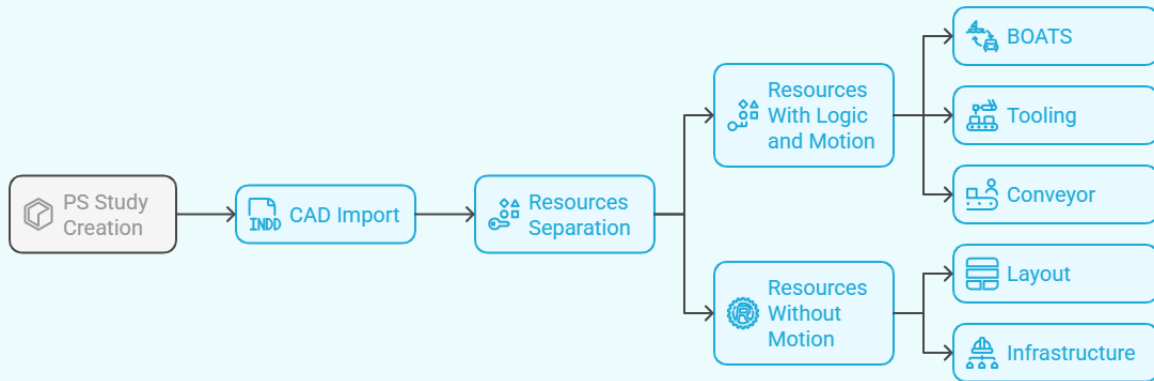 PS Study
Creation
INDD
CAD Import
Resources
Separation
Resources
With Logic
and Motion
Resources
Without
Motion
BOATS
Tooling
Conveyor
Layout
Infrastructure